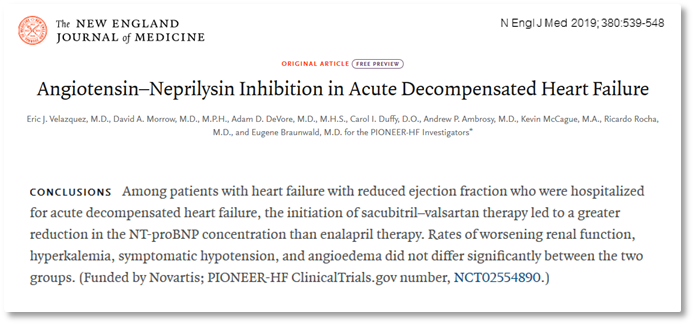 The NEW ENGLAND
JOURNAL of MEDICINE
N Engl J Med 2019; 380:539-548
ORIGINAL ARTICLE FREE PREVIEW
Angiotensin–Neprilysin Inhibition in Acute Decompensated Heart Failure
Eric J. Velazquez, M.D., David A. Morrow, M.D., M.P.H., Adam D. DeVore, M.D., M.H.S., Carol I. Duffy, D.O., Andrew P. Ambrosy, M.D., Kevin McCague, M.A., Ricardo Rocha,
M.D., and Eugene Braunwald, M.D. for the PIONEER-HF Investigators*
CONCLUSIONS Among patients with heart failure with reduced ejection fraction who were hospitalized
for acute decompensated heart failure, the initiation of sacubitril–valsartan therapy led to a greater
reduction in the NT-proBNP concentration than enalapril therapy. Rates of worsening renal function,
hyperkalemia, symptomatic hypotension, and angioedema did not differ significantly between the two
groups. (Funded by Novartis; PIONEER-HF ClinicalTrials.gov number, NCT02554890.)